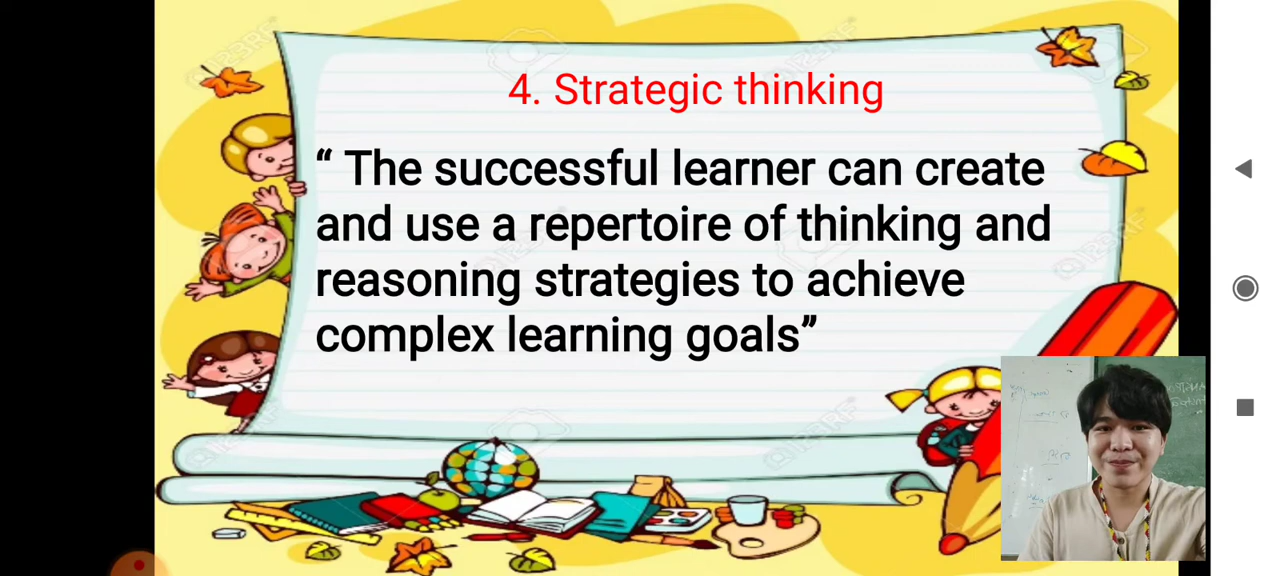 4. Strategic thinking
“ The successful learner can create
and use a repertoire of thinking and
reasoning strategies to achieve
complex learning goals”